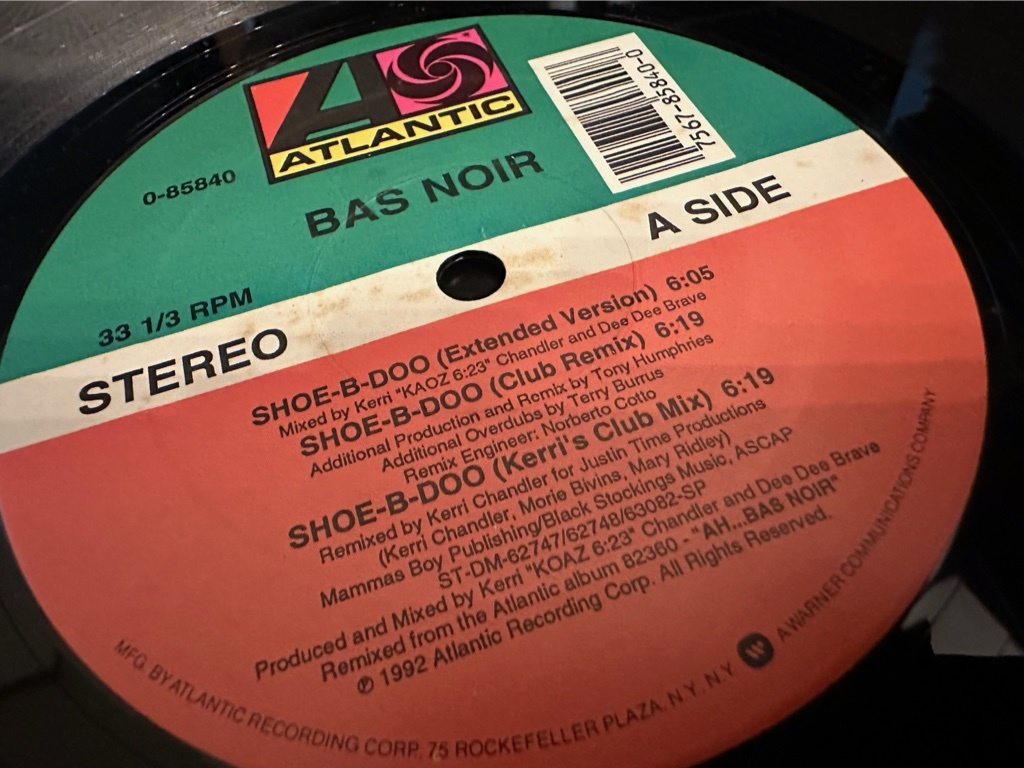 ATLANTIC
7567-85840-0
0-85840
BAS NOIR
A SIDE
33 1/3 RPM
STEREO
SHOE-B-DOO (Extended Version) 6:05
Mixed by Kerri "KAOZ 6:23" Chandler and Dee Dee Brave
SHOE-B-DOO (Club Remix) 6:19
Additional Production and Remix by Tony Humphries
Additional Overdubs by Terry Burrus
Remix Engineer: Norberto Cotto
SHOE-B-DOO (Kerri's Club Mix) 6:19
Remixed by Kerri Chandler for Justin Time Productions
(Kerri Chandler, Morie Bivins, Mary Ridley)
Mammas Boy Publishing/Black Stockings Music, ASCAP
ST-DM-62747/62748/63082-SP
Produced and Mixed by Kerri "KOAZ 6:23" Chandler and Dee Dee Brave
Remixed from the Atlantic album 82360 - "AH...BAS NOIR"
℗ 1992 Atlantic Recording Corp. All Rights Reserved.
MFG. BY ATLANTIC RECORDING CORP. 75 ROCKEFELLER PLAZA, N.Y. N.Y. A WARNER COMMUNICATIONS COMPANY